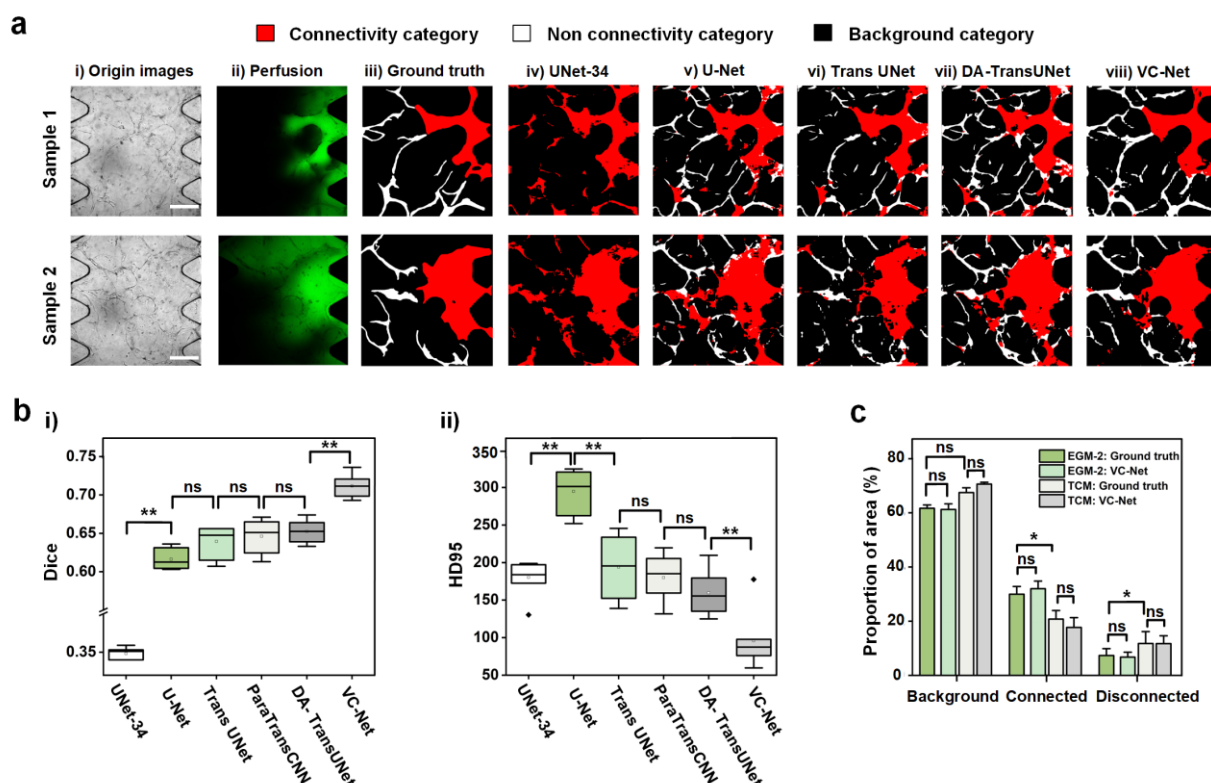 a
Connectivity category
Non connectivity category
Background category
i) Origin images
ii) Perfusion
iii) Ground truth
iv) UNet-34
v) U-Net
vi) Trans UNet
vii) DA-TransUNet
viii) VC-Net
Sample 1
Sample 2
b
i)
Dice
0.75
0.70
0.65
0.60
0.35
**
ns
ns
ns
**
UNet-34
U-Net
Trans UNet
ParaTransCNN
DA- TransUNet
VC-Net
ii)
HD95
350
300
250
200
150
100
50
**
**
ns
ns
**
UNet-34
U-Net
Trans UNet
ParaTransCNN
DA- TransUNet
VC-Net
c
Proportion of area (%)
80
60
40
20
0
EGM-2: Ground truth
EGM-2: VC-Net
TCM: Ground truth
TCM: VC-Net
ns
ns
ns
*
ns
ns
*
ns
ns
Background
Connected
Disconnected